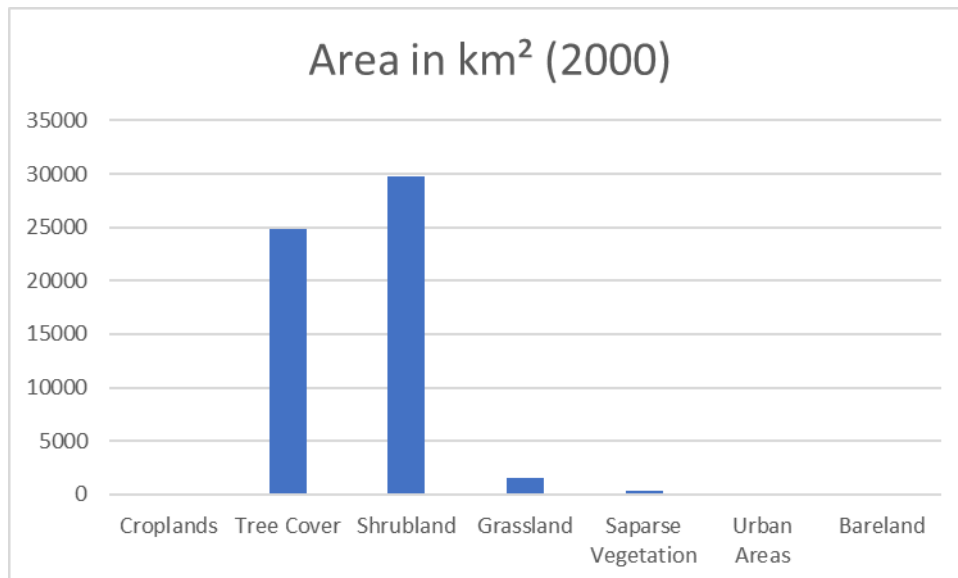 Area in km² (2000)
35000
30000
25000
20000
15000
10000
5000
0
Croplands
Tree Cover
Shrubland
Grassland
Saparse
Vegetation
Urban
Areas
Bareland